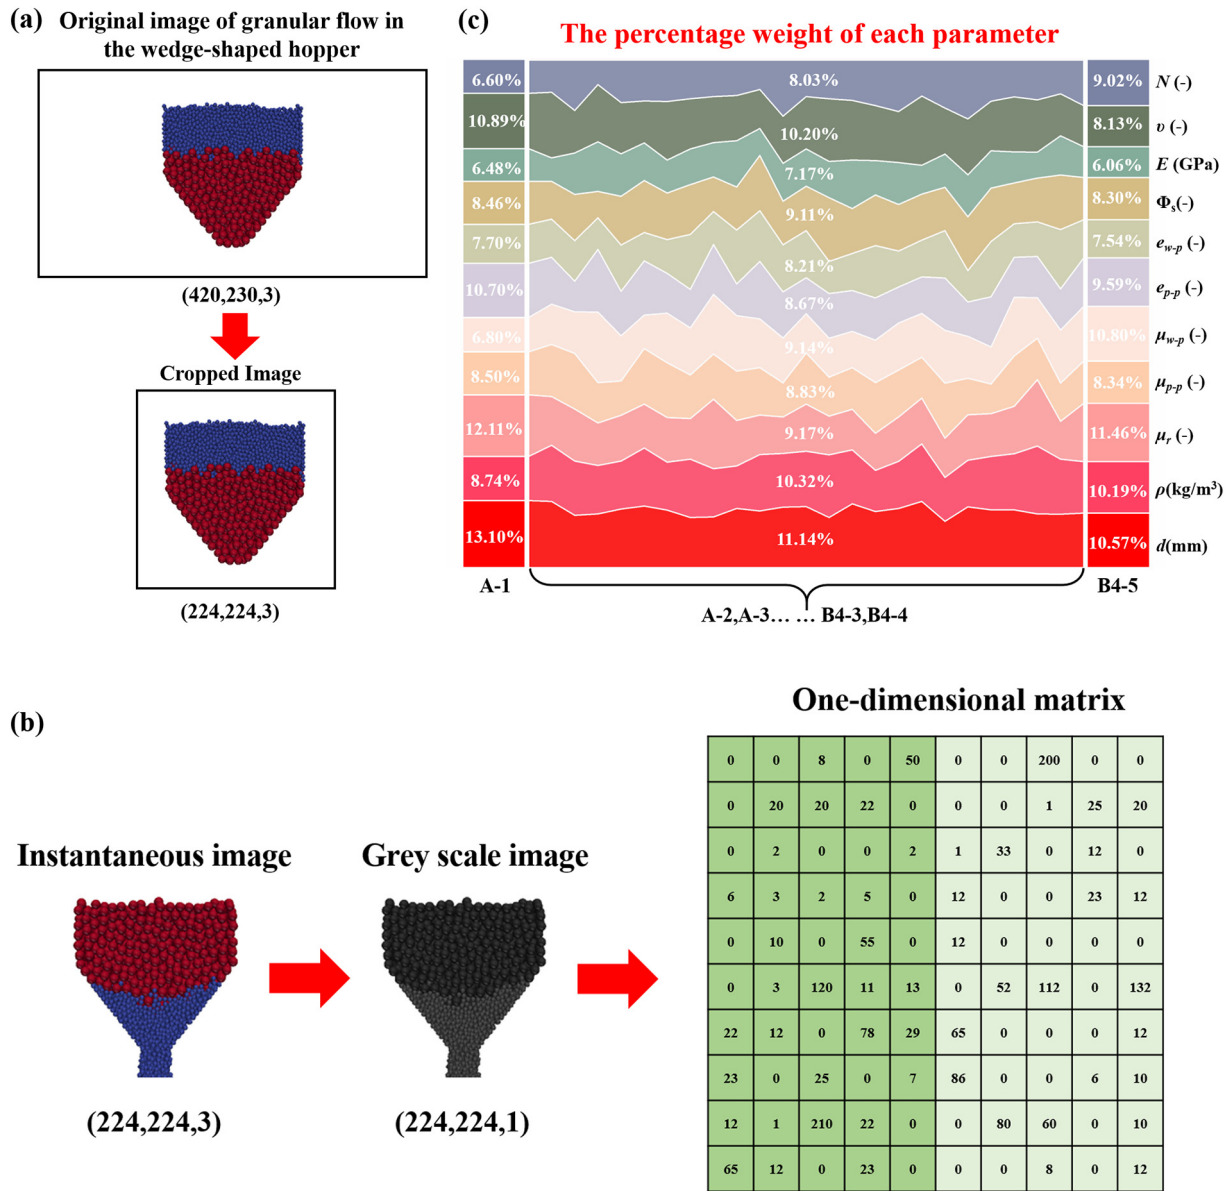 (a)
Original image of granular flow in
the wedge-shaped hopper
(420,230,3)
Cropped Image
(224,224,3)
(c)
The percentage weight of each parameter
6.60% 8.03% 9.02% N (-)
10.89% 10.20% 8.13% υ (-)
6.48% 7.17% 6.06% E (GPa)
8.46% 9.11% 8.30% Φs(-)
7.70% 8.21% 7.54% ew-p (-)
10.70% 8.67% 9.59% ep-p (-)
6.80% 9.14% 10.80% μw-p (-)
8.50% 8.83% 8.34% μp-p (-)
12.11% 9.17% 11.46% μr (-)
8.74% 10.32% 10.19% ρ(kg/m³)
13.10% 11.14% 10.57% d(mm)
A-1 B4-5
A-2,A-3… … B4-3,B4-4
(b)
Instantaneous image
(224,224,3)
Grey scale image
(224,224,1)
One-dimensional matrix
0 0 8 0 50 0 0 200 0 0
0 20 20 22 0 0 0 1 25 20
0 2 0 0 2 1 33 0 12 0
6 3 2 5 0 12 0 0 23 12
0 10 0 55 0 12 0 0 0 0
0 3 120 11 13 0 52 112 0 132
22 12 0 78 29 65 0 0 0 12
23 0 25 0 7 86 0 0 6 10
12 1 210 22 0 0 80 60 0 10
65 12 0 23 0 0 0 8 0 12